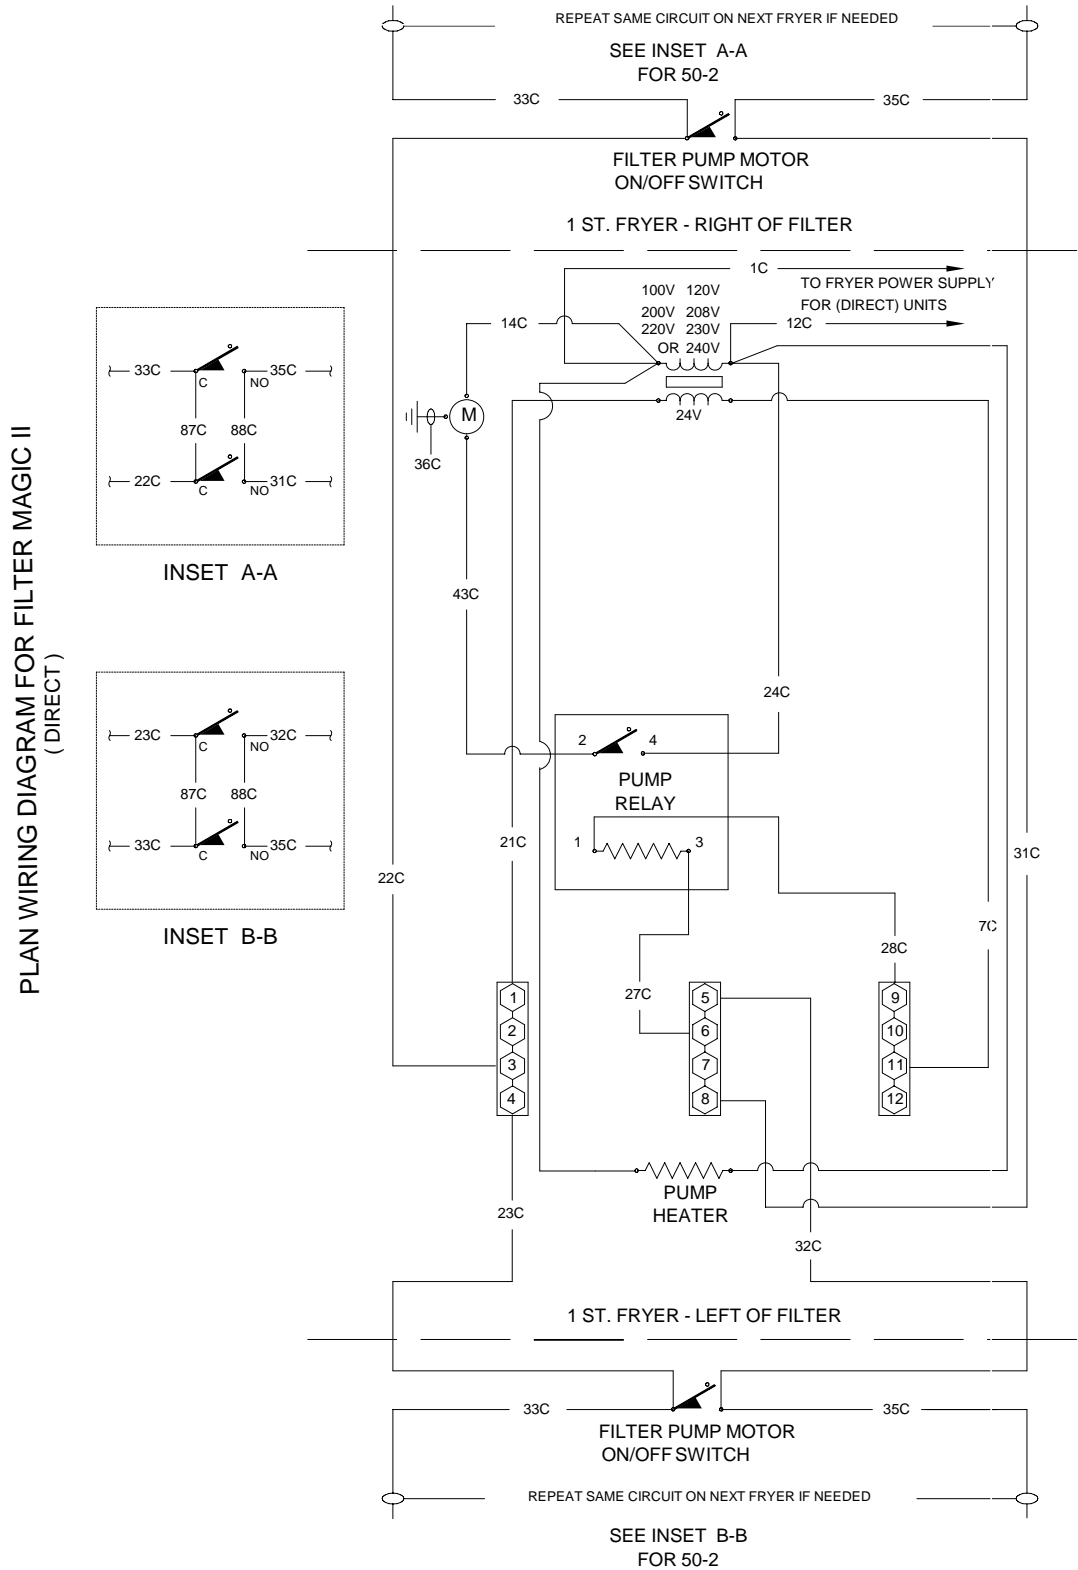 PLAN WIRING DIAGRAM FOR FILTER MAGIC II
( DIRECT )
REPEAT SAME CIRCUIT ON NEXT FRYER IF NEEDED
SEE INSET A-A
FOR 50-2
33C
35C
FILTER PUMP MOTOR
ON/OFF SWITCH
1 ST. FRYER - RIGHT OF FILTER
1C
TO FRYER POWER SUPPLY
FOR (DIRECT) UNITS
100V 120V
200V 208V
220V 230V
OR 240V
14C
12C
24V
M
36C
33C
C
NO
35C
87C
88C
22C
C
NO
31C
INSET A-A
43C
24C
23C
C
NO
32C
87C
88C
33C
C
NO
35C
INSET B-B
2
4
PUMP
RELAY
1
3
21C
22C
31C
7C
28C
27C
1
2
3
4
5
6
7
8
9
10
11
12
PUMP
HEATER
23C
32C
1 ST. FRYER - LEFT OF FILTER
33C
35C
FILTER PUMP MOTOR
ON/OFF SWITCH
REPEAT SAME CIRCUIT ON NEXT FRYER IF NEEDED
SEE INSET B-B
FOR 50-2